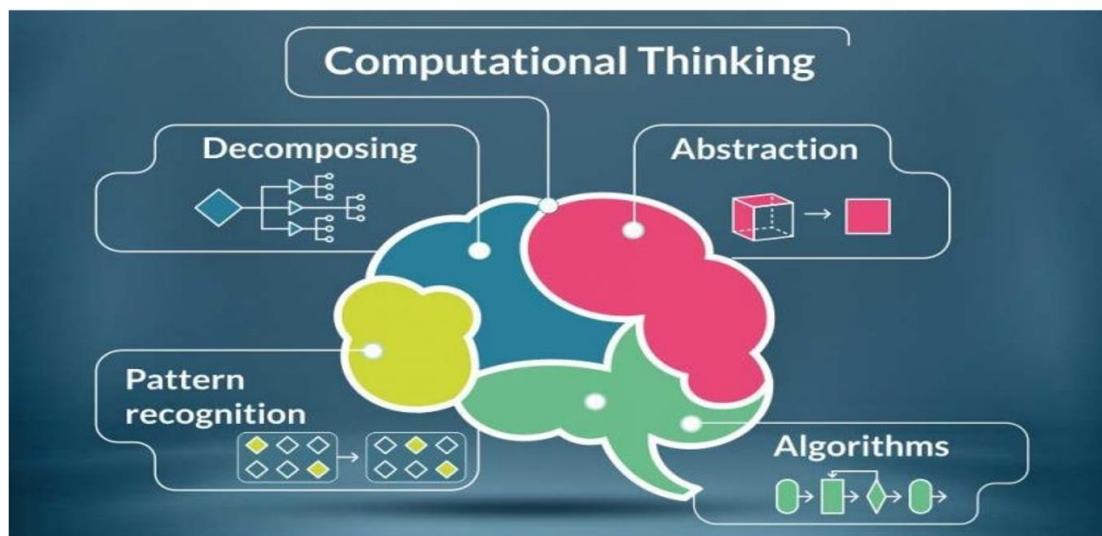 Computational Thinking
Decomposing
Abstraction
Pattern
recognition
Algorithms